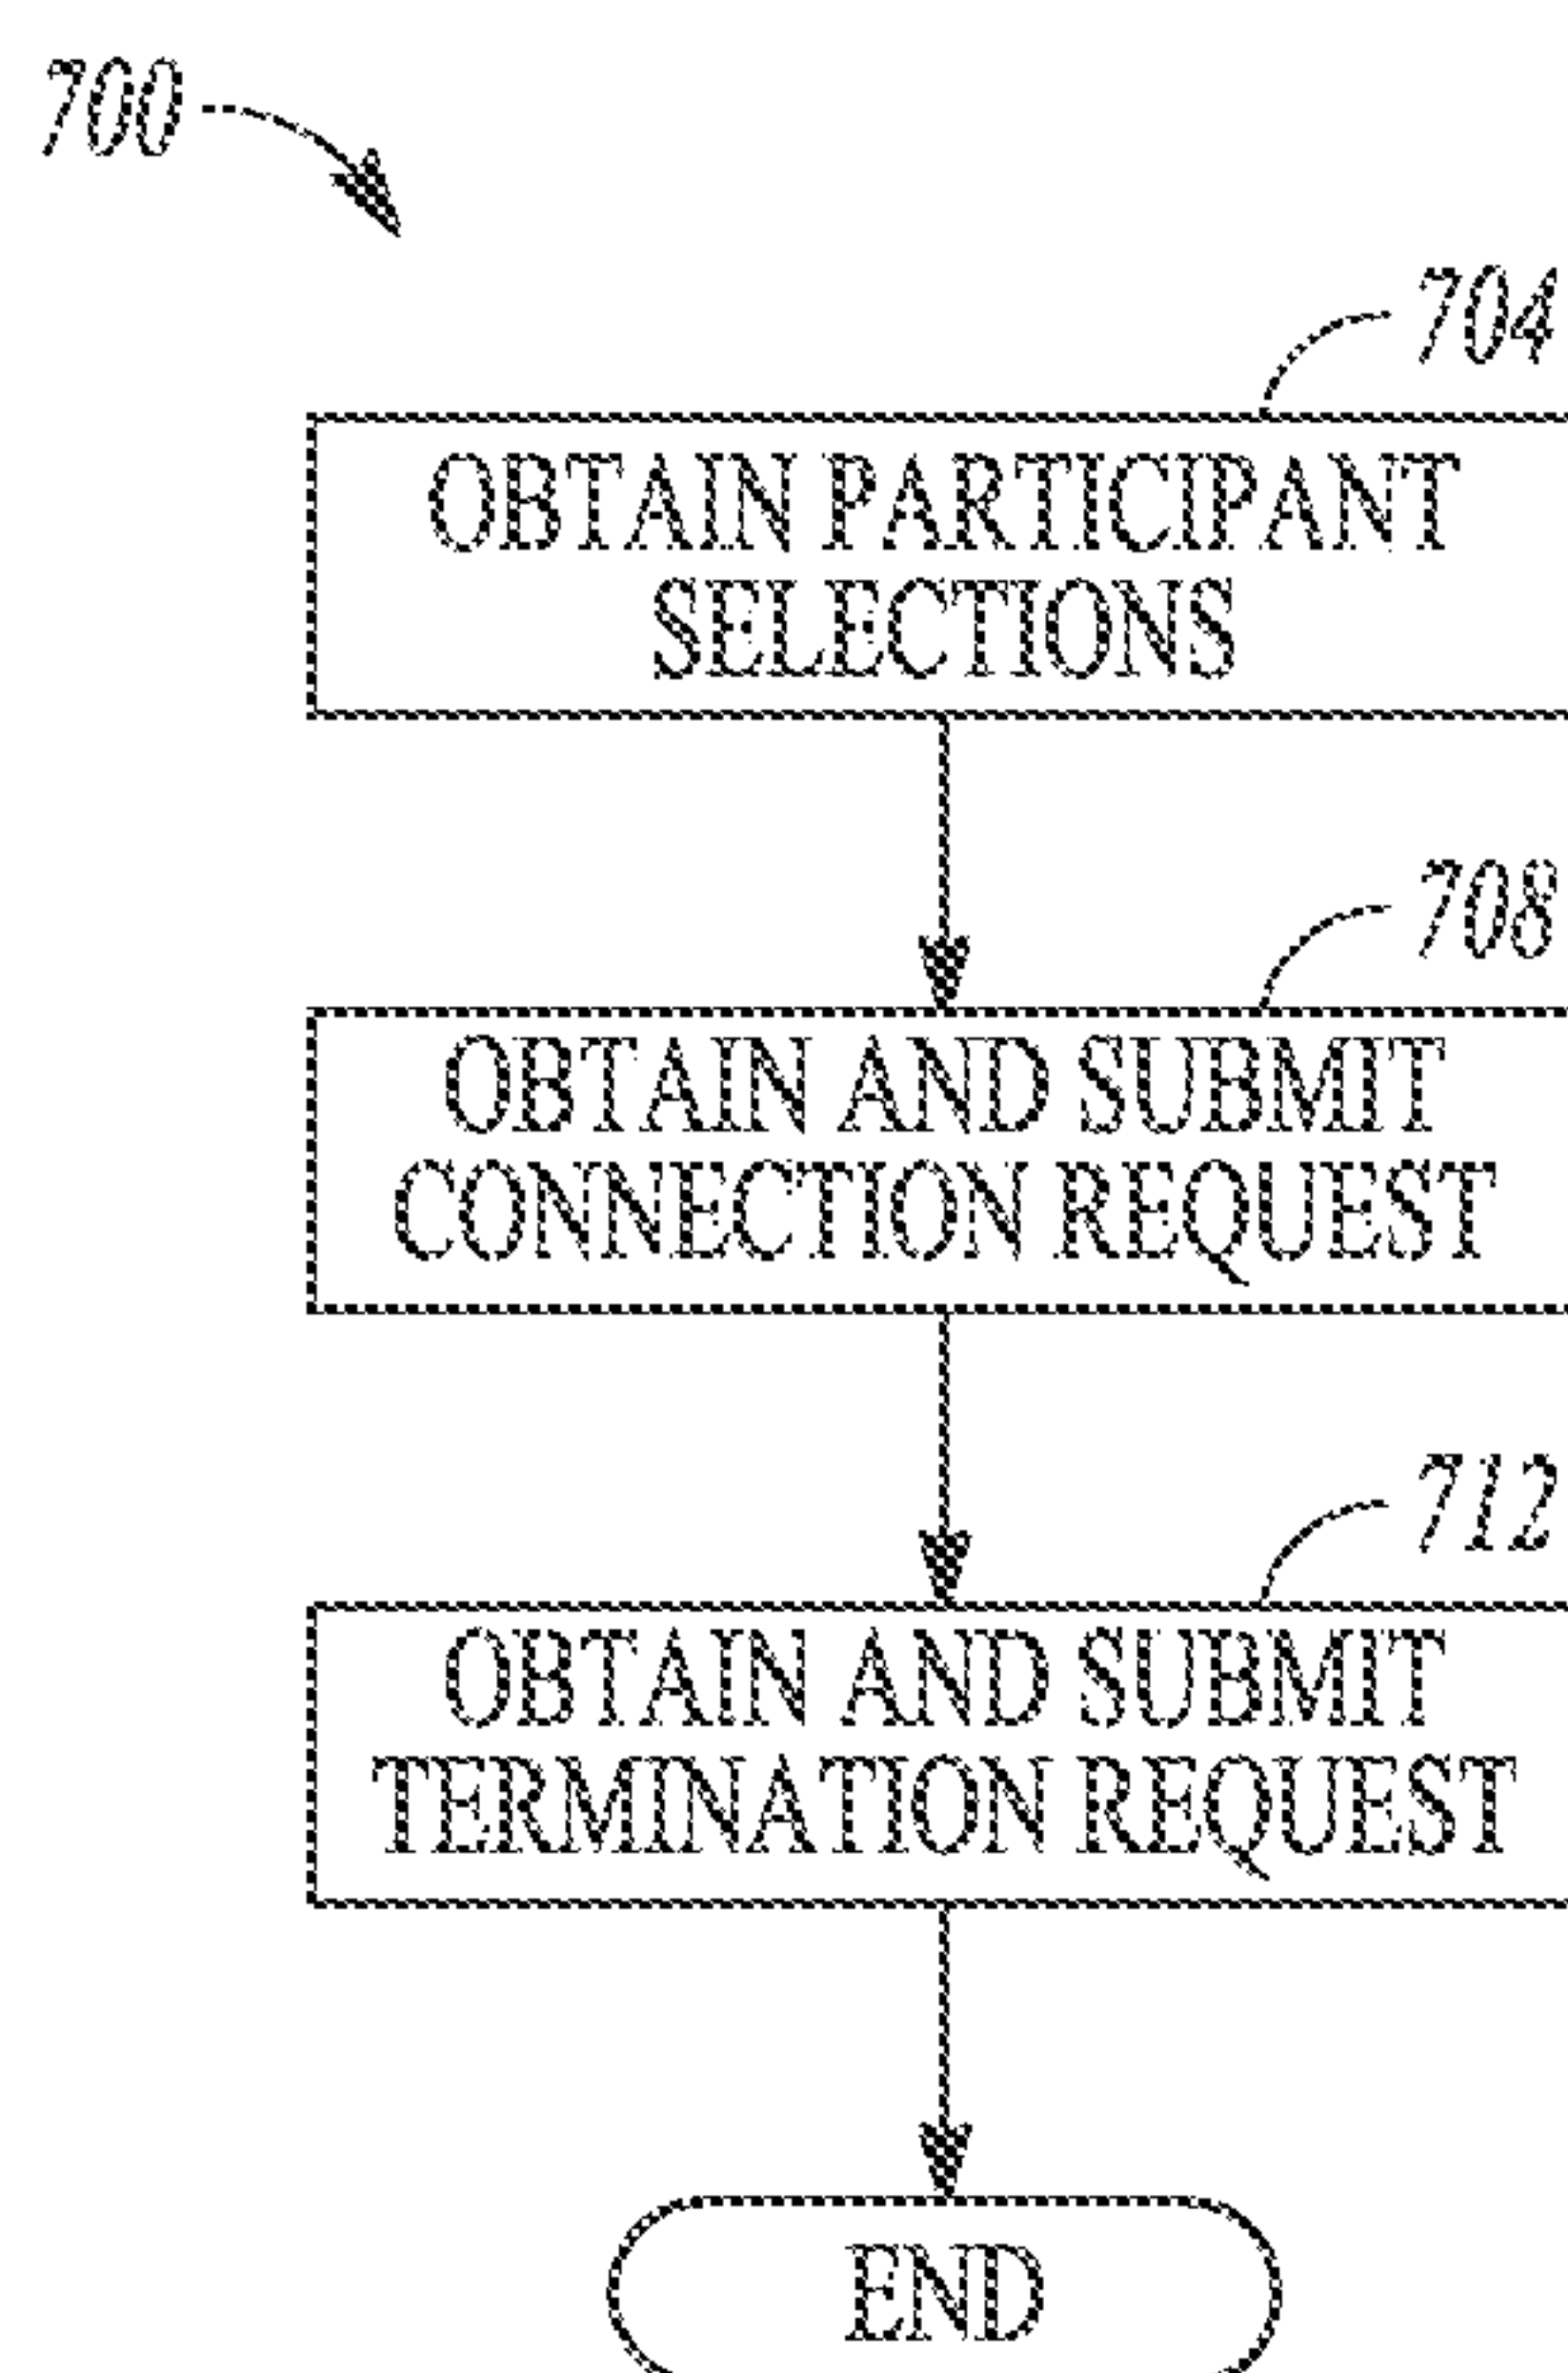 700
704
OBTAIN PARTICIPANT
SELECTIONS
708
OBTAIN AND SUBMIT
CONNECTION REQUEST
712
OBTAIN AND SUBMIT
TERMINATION REQUEST
END